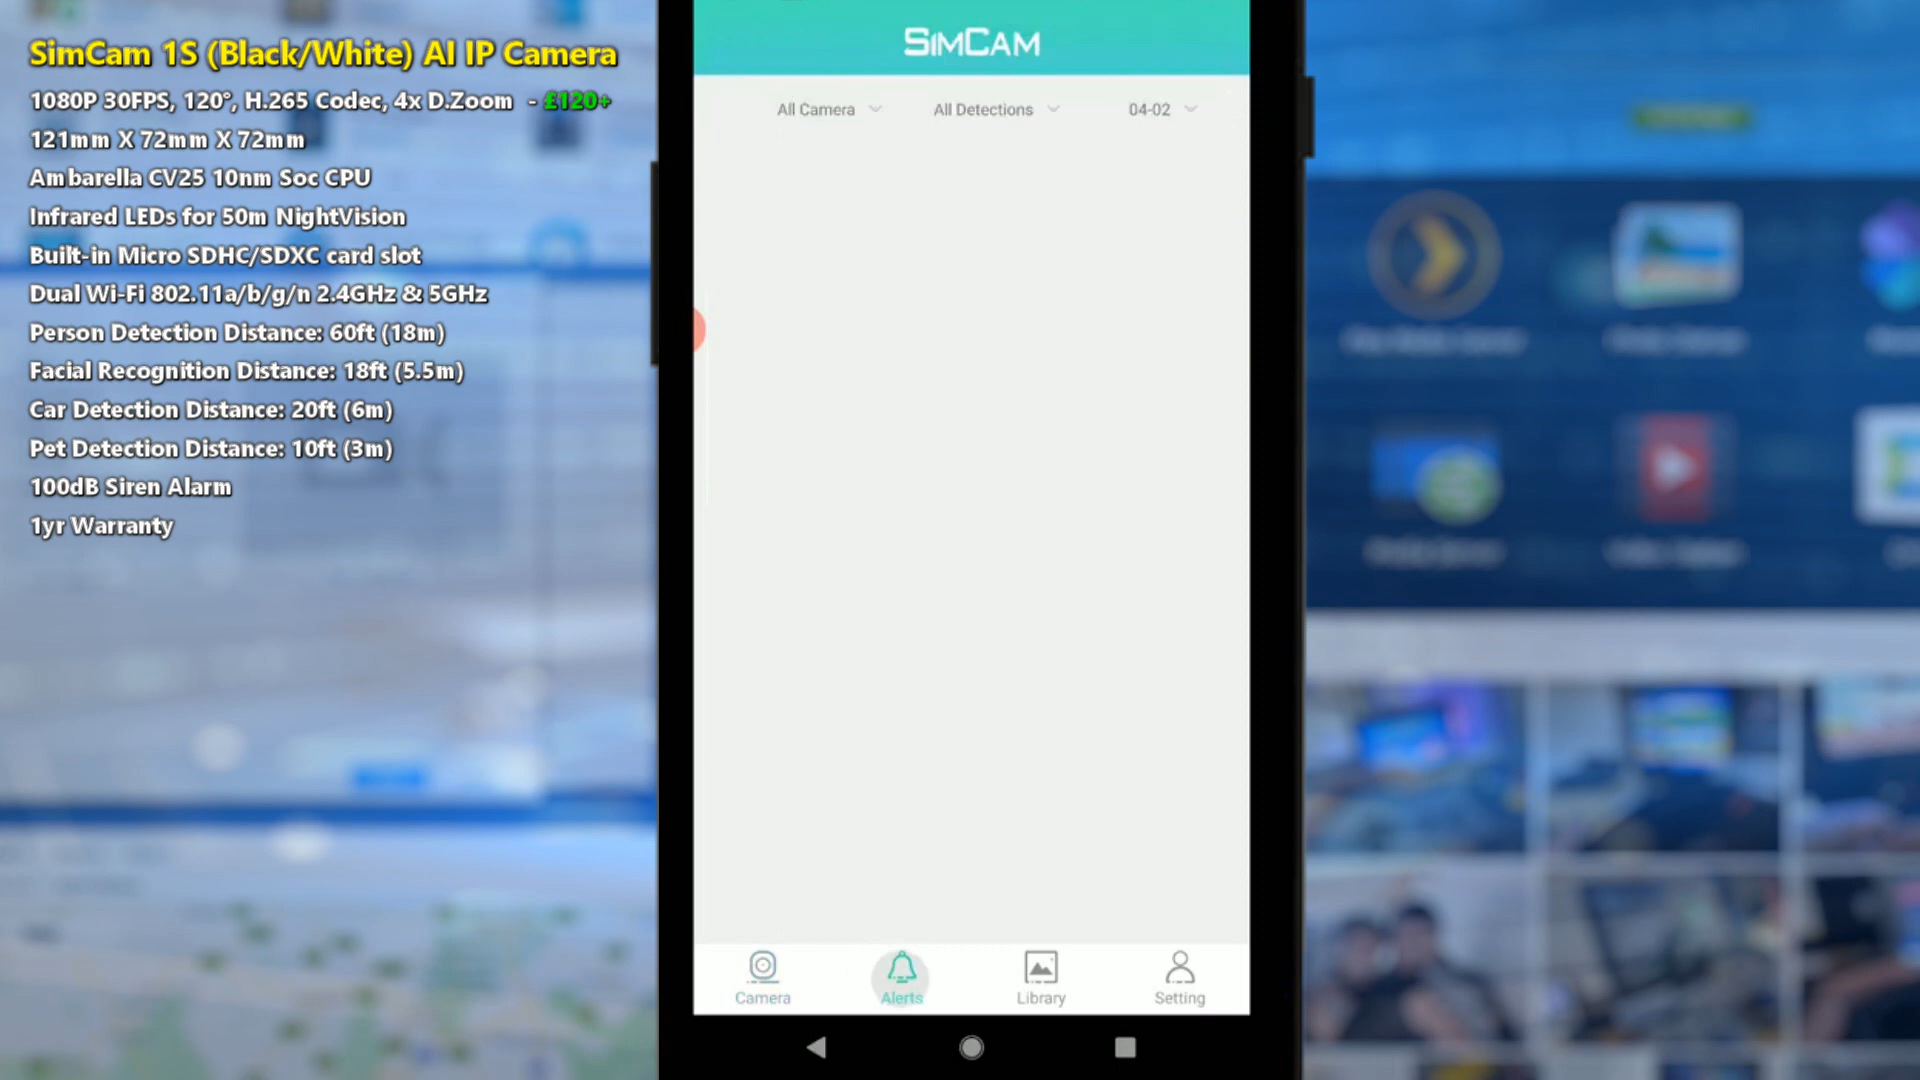 SimCam 1S (Black/White) AI IP Camera
1080P 30FPS, 120°, H.265 Codec, 4x D.Zoom - £120+
121mm X 72mm X 72mm
Ambarella CV25 10nm Soc CPU
Infrared LEDs for 50m NightVision
Built-in Micro SDHC/SDXC card slot
Dual Wi-Fi 802.11a/b/g/n 2.4GHz & 5GHz
Person Detection Distance: 60ft (18m)
Facial Recognition Distance: 18ft (5.5m)
Car Detection Distance: 20ft (6m)
Pet Detection Distance: 10ft (3m)
100dB Siren Alarm
1yr Warranty
SIMCAM
All Camera All Detections 04-02
Camera Alerts Library Setting